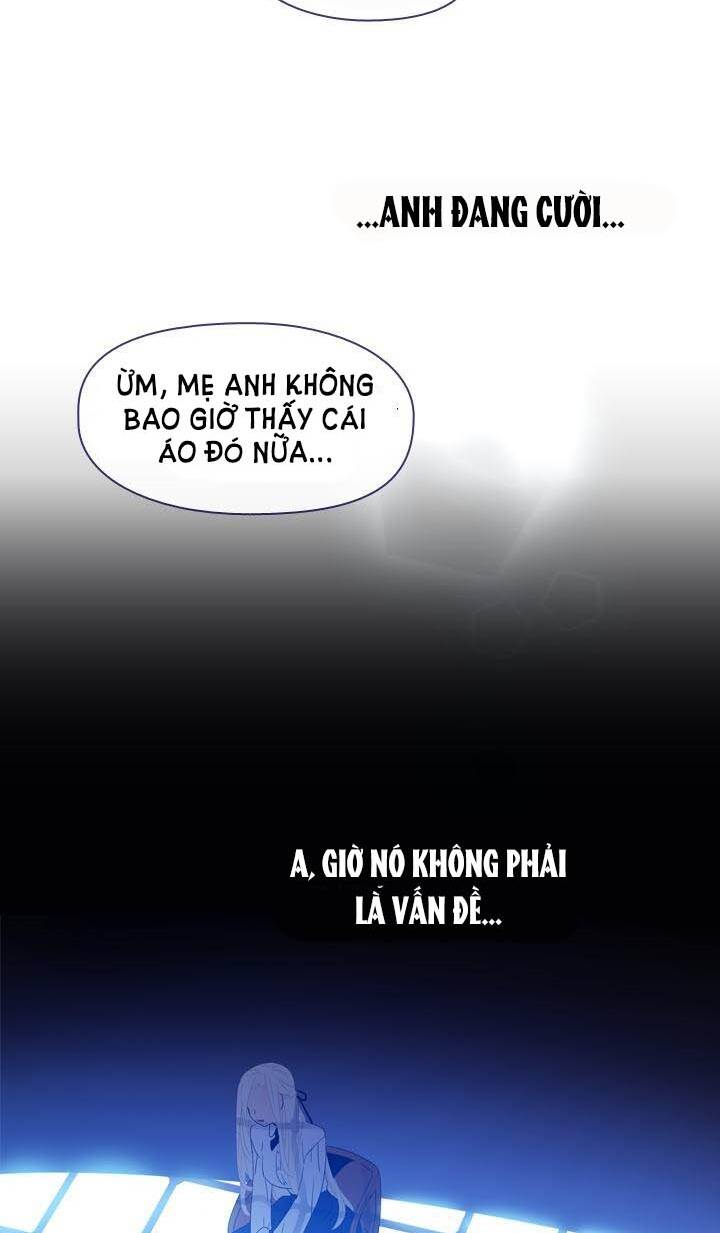 ...ANH ĐANG CƯỜI...
ỪM, MẸ ANH KHÔNG
BAO GIỜ THẤY CÁI
ÁO ĐÓ NỮA...
A, GIỜ NÓ KHÔNG PHẢI
LÀ VẤN ĐỀ...